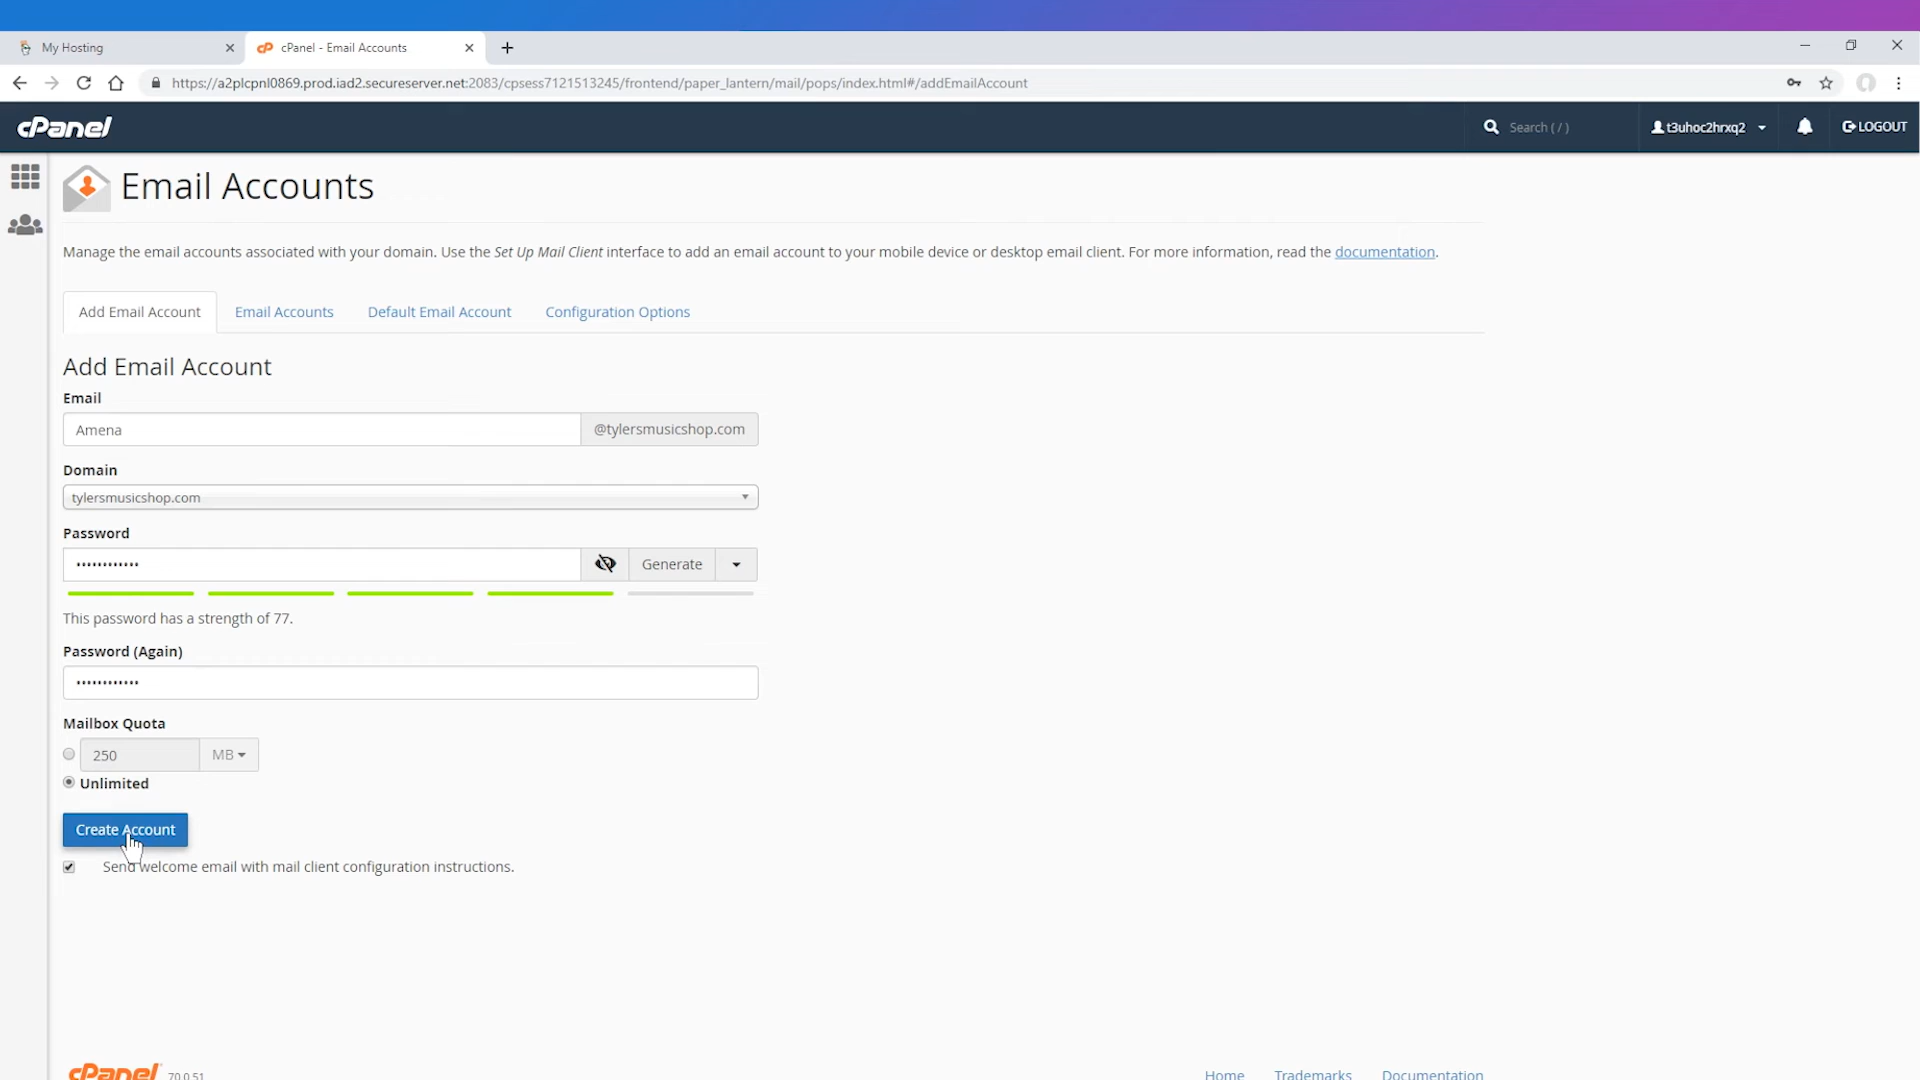 My Hosting
cPanel - Email Accounts
https://a2plcpnl0869.prod.iad2.secureserver.net:2083/cpsess7121513245/frontend/paper_lantern/mail/pops/index.html#/addEmailAccount
cPanel
Search ( / )
t3uhoc2hrxq2
LOGOUT
Email Accounts
Manage the email accounts associated with your domain. Use the Set Up Mail Client interface to add an email account to your mobile device or desktop email client. For more information, read the documentation.
Add Email Account
Email Accounts
Default Email Account
Configuration Options
Add Email Account
Email
Amena
@tylersmusicshop.com
Domain
tylersmusicshop.com
Password
••••••••••••
Generate
This password has a strength of 77.
Password (Again)
••••••••••••
Mailbox Quota
250
MB
Unlimited
Create Account
Send welcome email with mail client configuration instructions.
cPanel 70.0.51
Home
Trademarks
Documentation